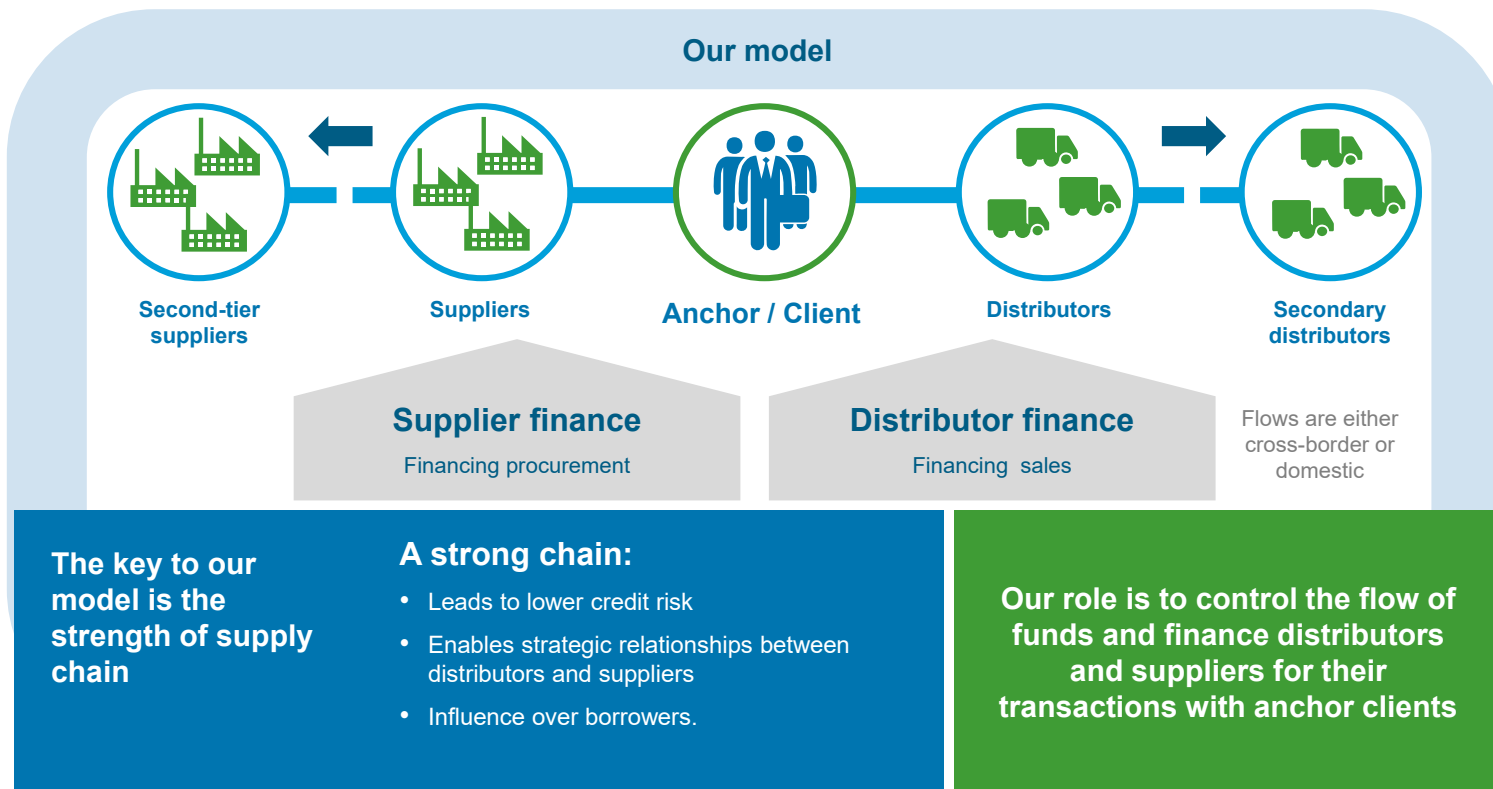 Our model
Second-tier
suppliers
Suppliers
Anchor / Client
Distributors
Secondary
distributors
Supplier finance
Financing procurement
Distributor finance
Financing sales
Flows are either
cross-border or
domestic
The key to our
model is the
strength of supply
chain
A strong chain:
• Leads to lower credit risk
• Enables strategic relationships between
distributors and suppliers
• Influence over borrowers.
Our role is to control the flow of
funds and finance distributors
and suppliers for their
transactions with anchor clients